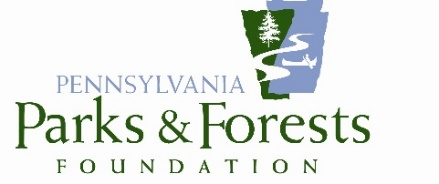 PENNSYLVANIA
Parks & Forests
FOUNDATION